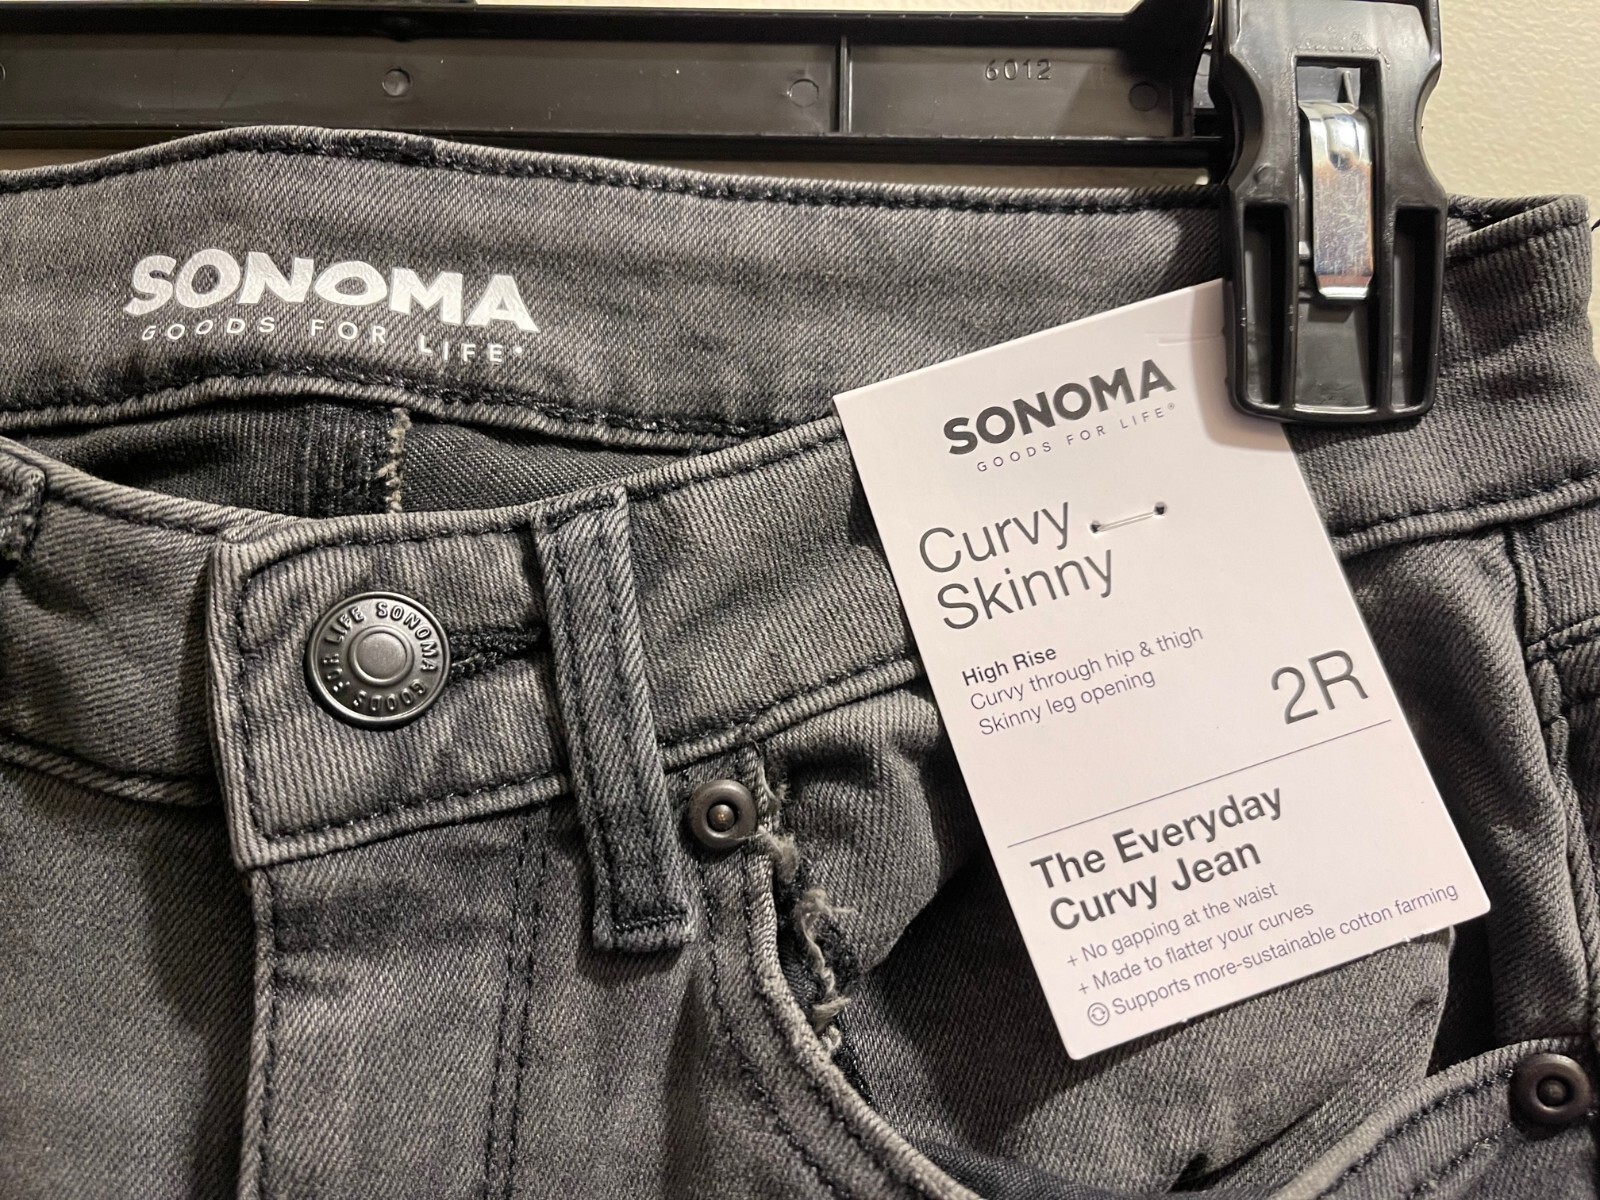 6012
SONOMA
GOODS FOR LIFE®
SONOMA
GOODS FOR LIFE®
Curvy
Skinny
High Rise
Curvy through hip & thigh
Skinny leg opening
2R
The Everyday
Curvy Jean
+ No gapping at the waist
+ Made to flatter your curves
Supports more-sustainable cotton farming
SONOMA GOODS FOR LIFE